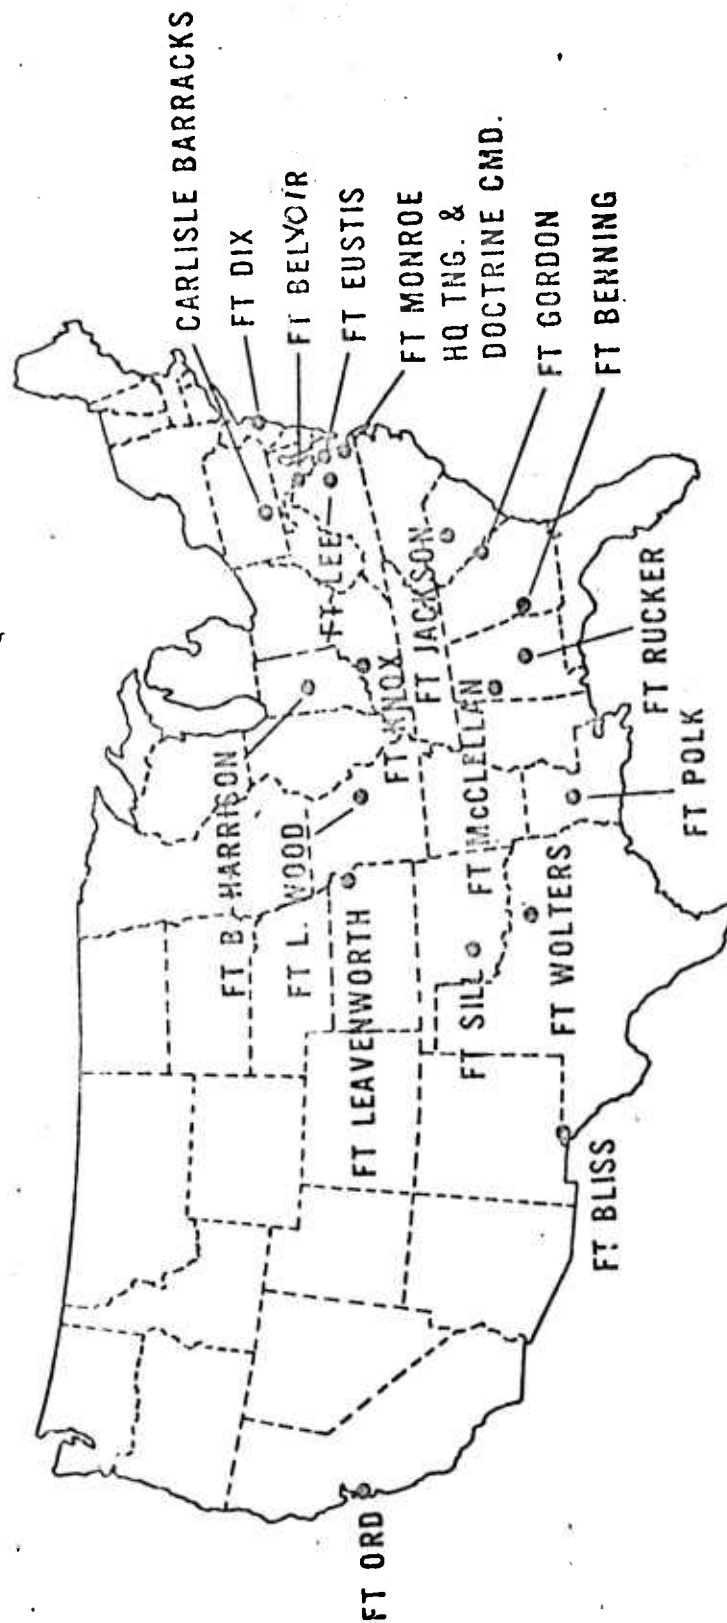 CARLISLE BARRACKS
FT DIX
FT BELVOIR
FT EUSTIS
FT MONROE
HQ TNG. &
DOCTRINE CMD.
FT GORDON
FT BENNING
FT LEE
FT KNOX
FT JACKSON
FT RUCKER
FT B. HARRISON
FT L. WOOD
FT McCLELLAN
FT POLK
FT LEAVENWORTH
FT SILL
FT WOLTERS
FT BLISS
FT ORD